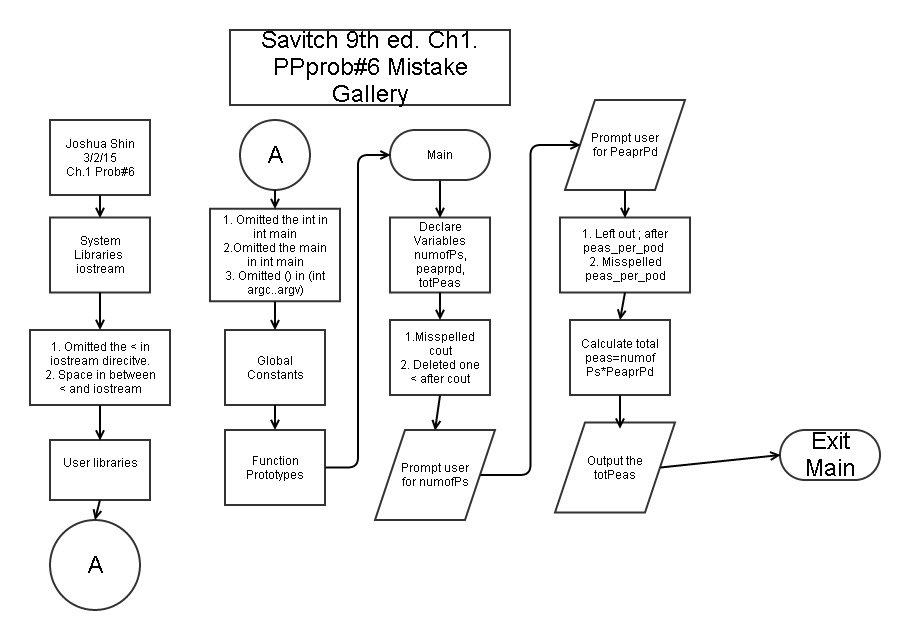 Savitch 9th ed. Ch1.
PPprob#6 Mistake
Gallery
Joshua Shin
3/2/15
Ch.1 Prob#6
System
Libraries
iostream
1. Omitted the < in
iostream direcitve.
2. Space in between
< and iostream
User libraries
A
A
1. Omitted the int in
int main
2.Omitted the main
in int main
3. Omitted () in (int
argc..argv)
Global
Constants
Function
Prototypes
Main
Declare
Variables
numofPs,
peaprpd,
totPeas
1.Misspelled
cout
2. Deleted one
< after cout
Prompt user
for numofPs
Prompt user
for PeaprPd
1. Left out ; after
peas_per_pod
2. Misspelled
peas_per_pod
Calculate total
peas=numof
Ps*PeaprPd
Output the
totPeas
Exit
Main